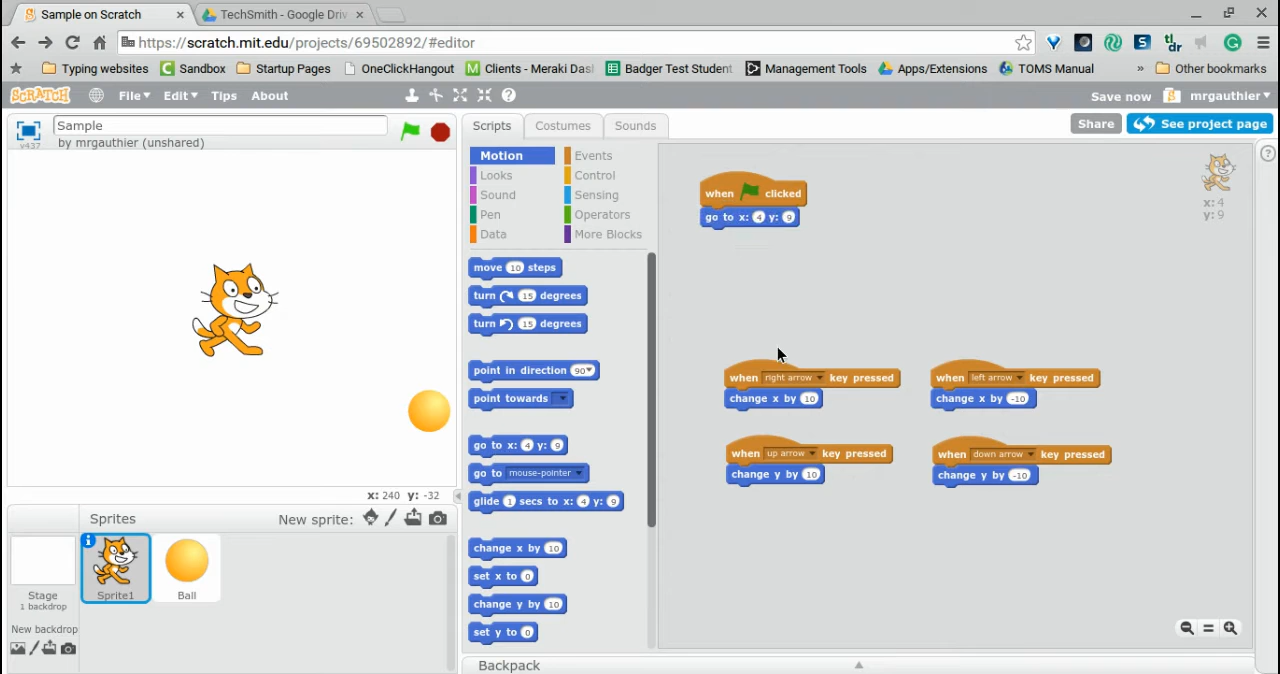 Sample on Scratch
TechSmith - Google Driv
https://scratch.mit.edu/projects/69502892/#editor
Typing websites
Sandbox
Startup Pages
OneClickHangout
Clients - Meraki Das
Badger Test Student
Management Tools
Apps/Extensions
TOMS Manual
»
Other bookmarks
SCRATCH
File
Edit
Tips
About
Save now
mrgauthier
v437
Sample
by mrgauthier (unshared)
Scripts
Costumes
Sounds
Share
See project page
Motion
Events
Looks
Control
Sound
Sensing
Pen
Operators
Data
More Blocks
move 10 steps
turn 15 degrees
turn 15 degrees
point in direction 90
point towards
go to x: 4 y: 9
go to mouse-pointer
glide 1 secs to x: 4 y: 9
change x by 10
set x to 0
change y by 10
set y to 0
when clicked
go to x: 4 y: 9
x: 4
y: 9
when right arrow key pressed
change x by 10
when left arrow key pressed
change x by -10
when up arrow key pressed
change y by 10
when down arrow key pressed
change y by -10
x: 240 y: -32
Sprites
New sprite:
Stage
1 backdrop
New backdrop
Sprite1
Ball
Backpack